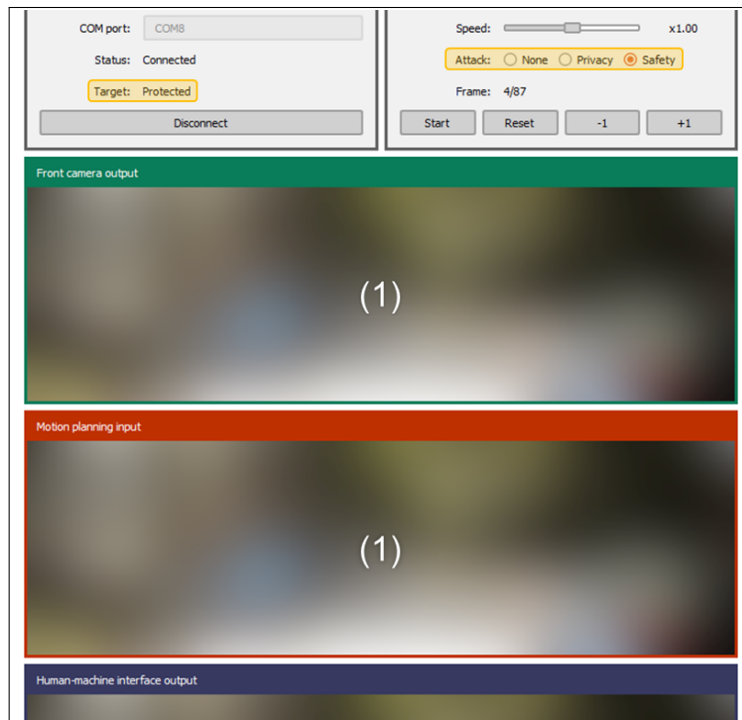 COM port: COM8
Status: Connected
Target: Protected
Disconnect
Speed: x1.00
Attack: None Privacy Safety
Frame: 4/87
Start Reset -1 +1
Front camera output
(1)
Motion planning input
(1)
Human-machine interface output